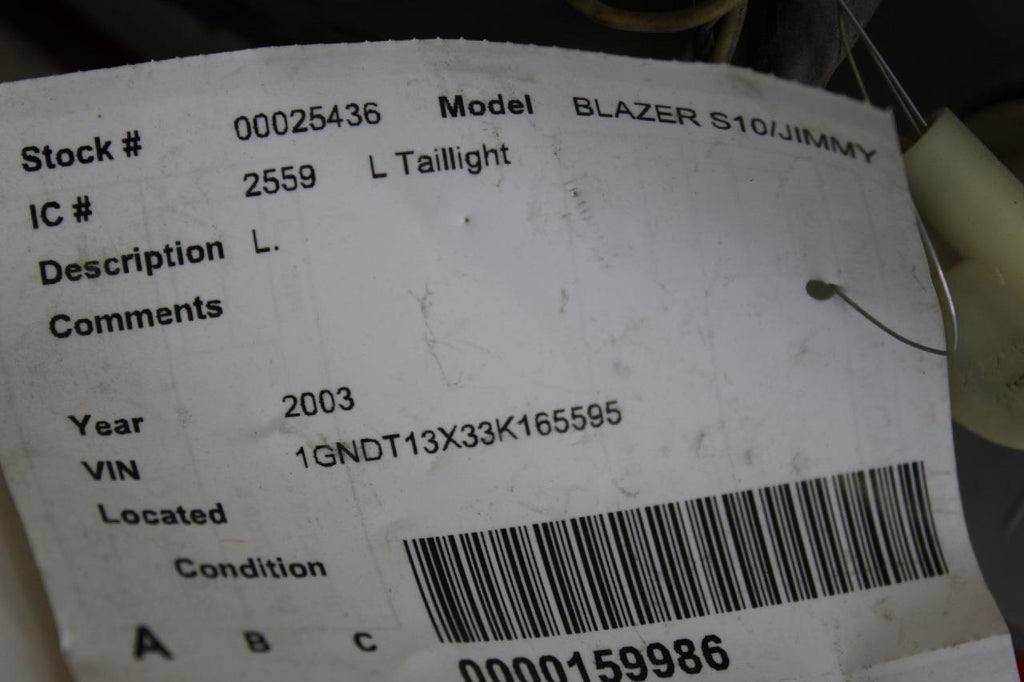 Stock # 00025436 Model BLAZER S10/JIMMY
IC # 2559 L Taillight
Description L.
Comments
Year 2003
VIN 1GNDT13X33K165595
Located
Condition
A B C
0000159986